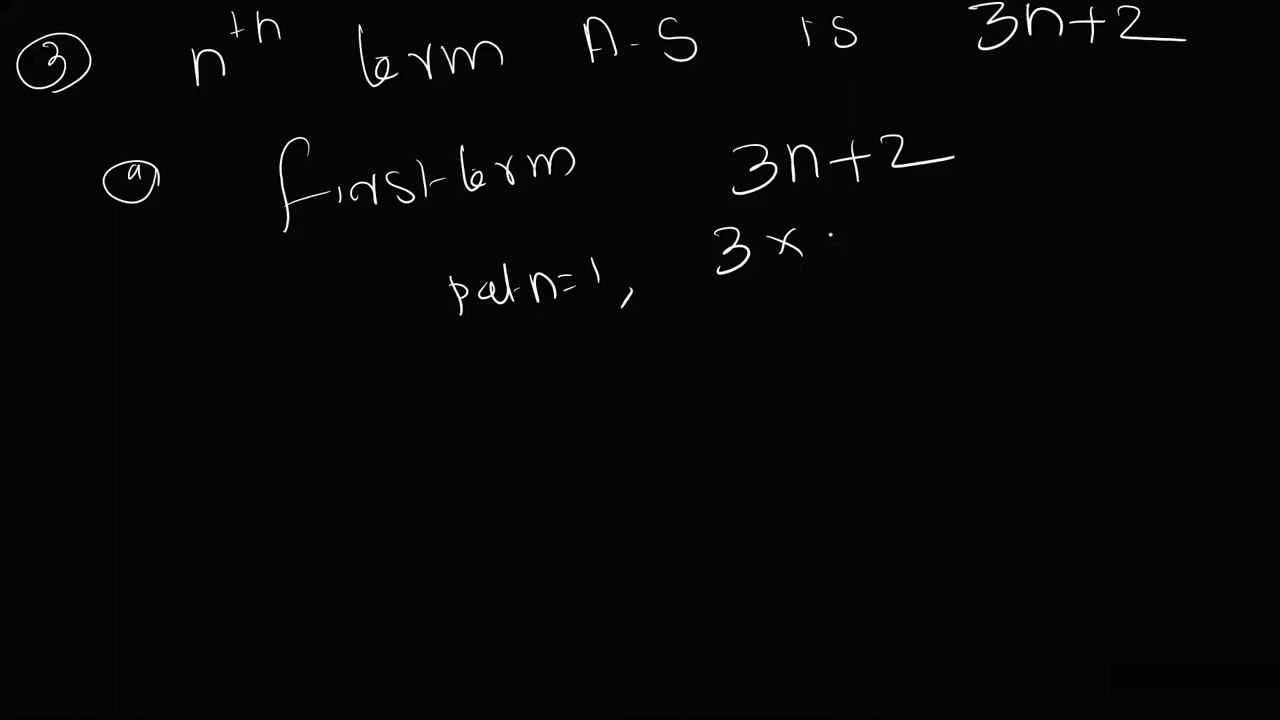 ③ nᵗʰ term A.S is 3n+2
ⓐ first term 3n+2
put n=1, 3×